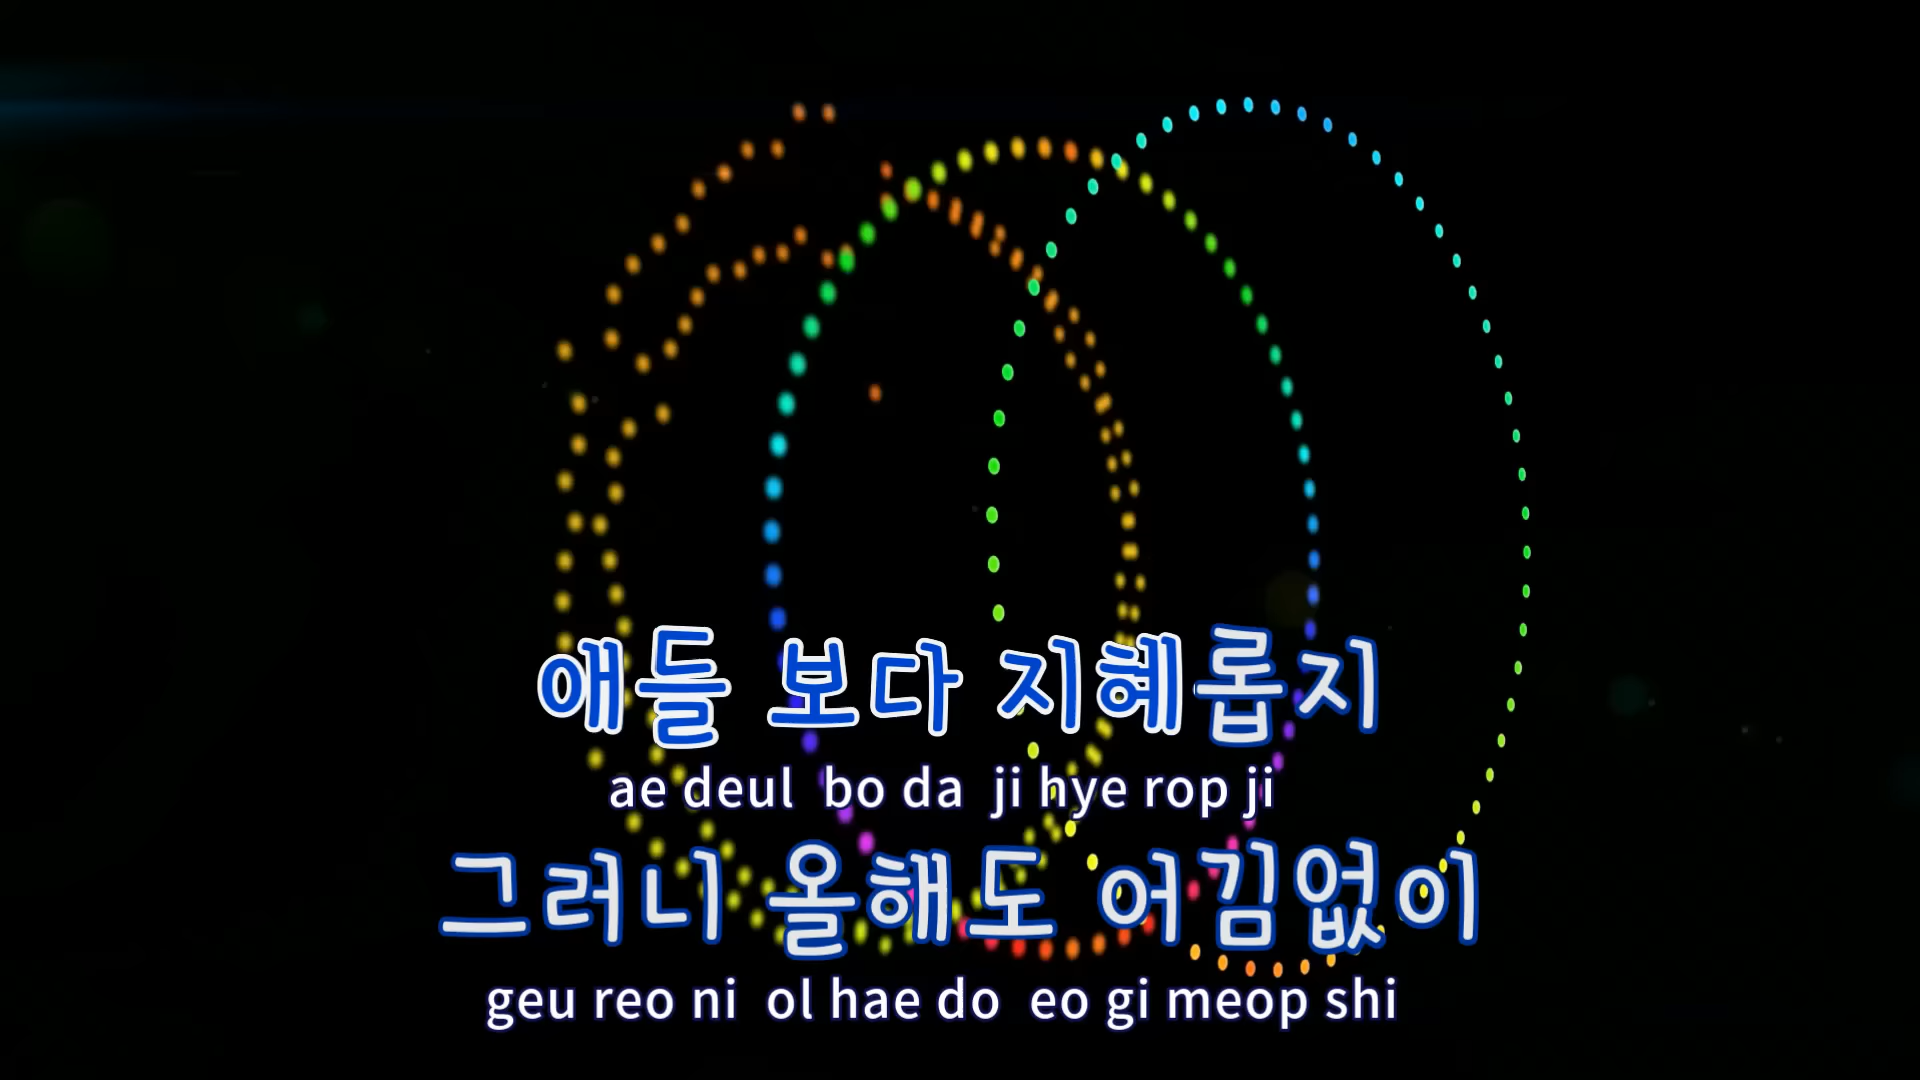 애들 보다 지혜롭지
ae deul bo da ji hye rop ji
그러니 올해도 어김없이
geu reo ni ol hae do eo gi meop shi